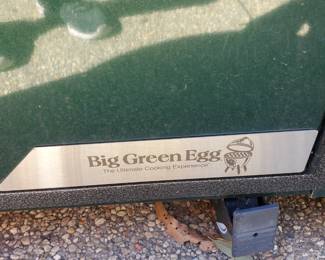 Big Green Egg
The Ultimate Cooking Experience